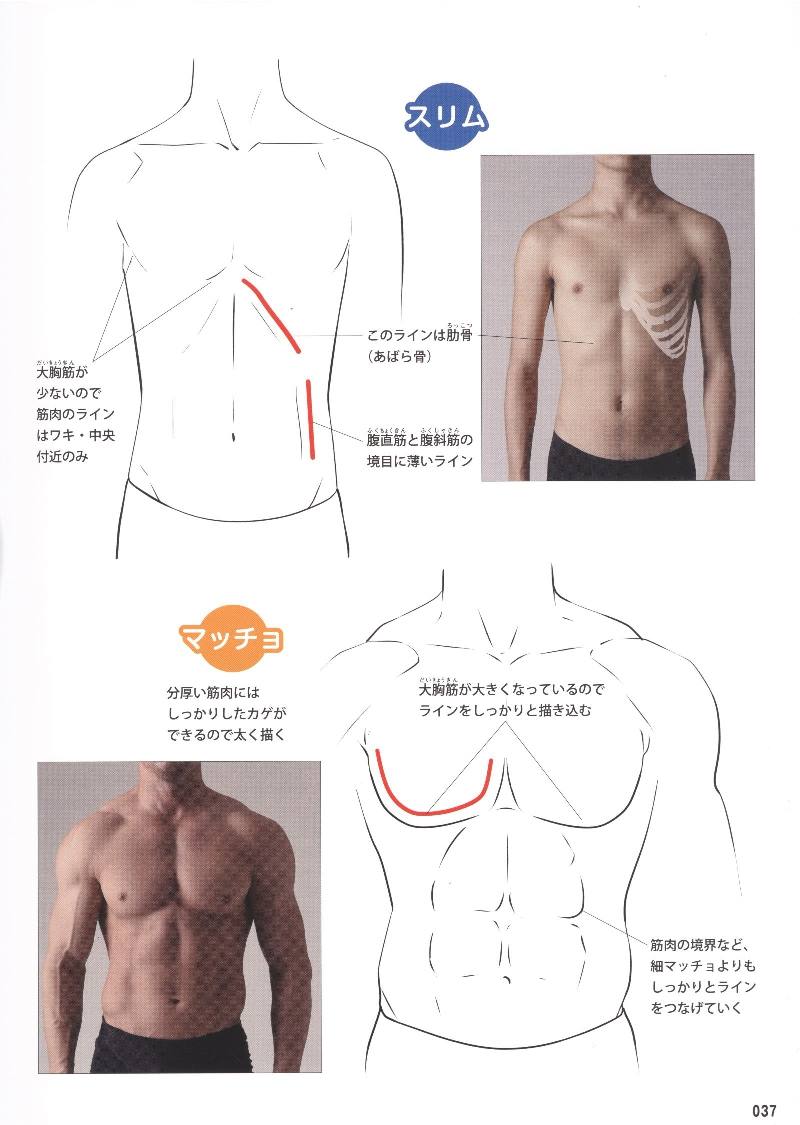 スリム
このラインは肋骨
（あばら骨）
大胸筋が
少ないので
筋肉のライン
はワキ・中央
付近のみ
腹直筋と腹斜筋の
境目に薄いライン
マッチョ
分厚い筋肉には
しっかりしたカゲが
できるので太く描く
大胸筋が大きくなっているので
ラインをしっかりと描き込む
筋肉の境界など、
細マッチョよりも
しっかりとライン
をつなげていく
037